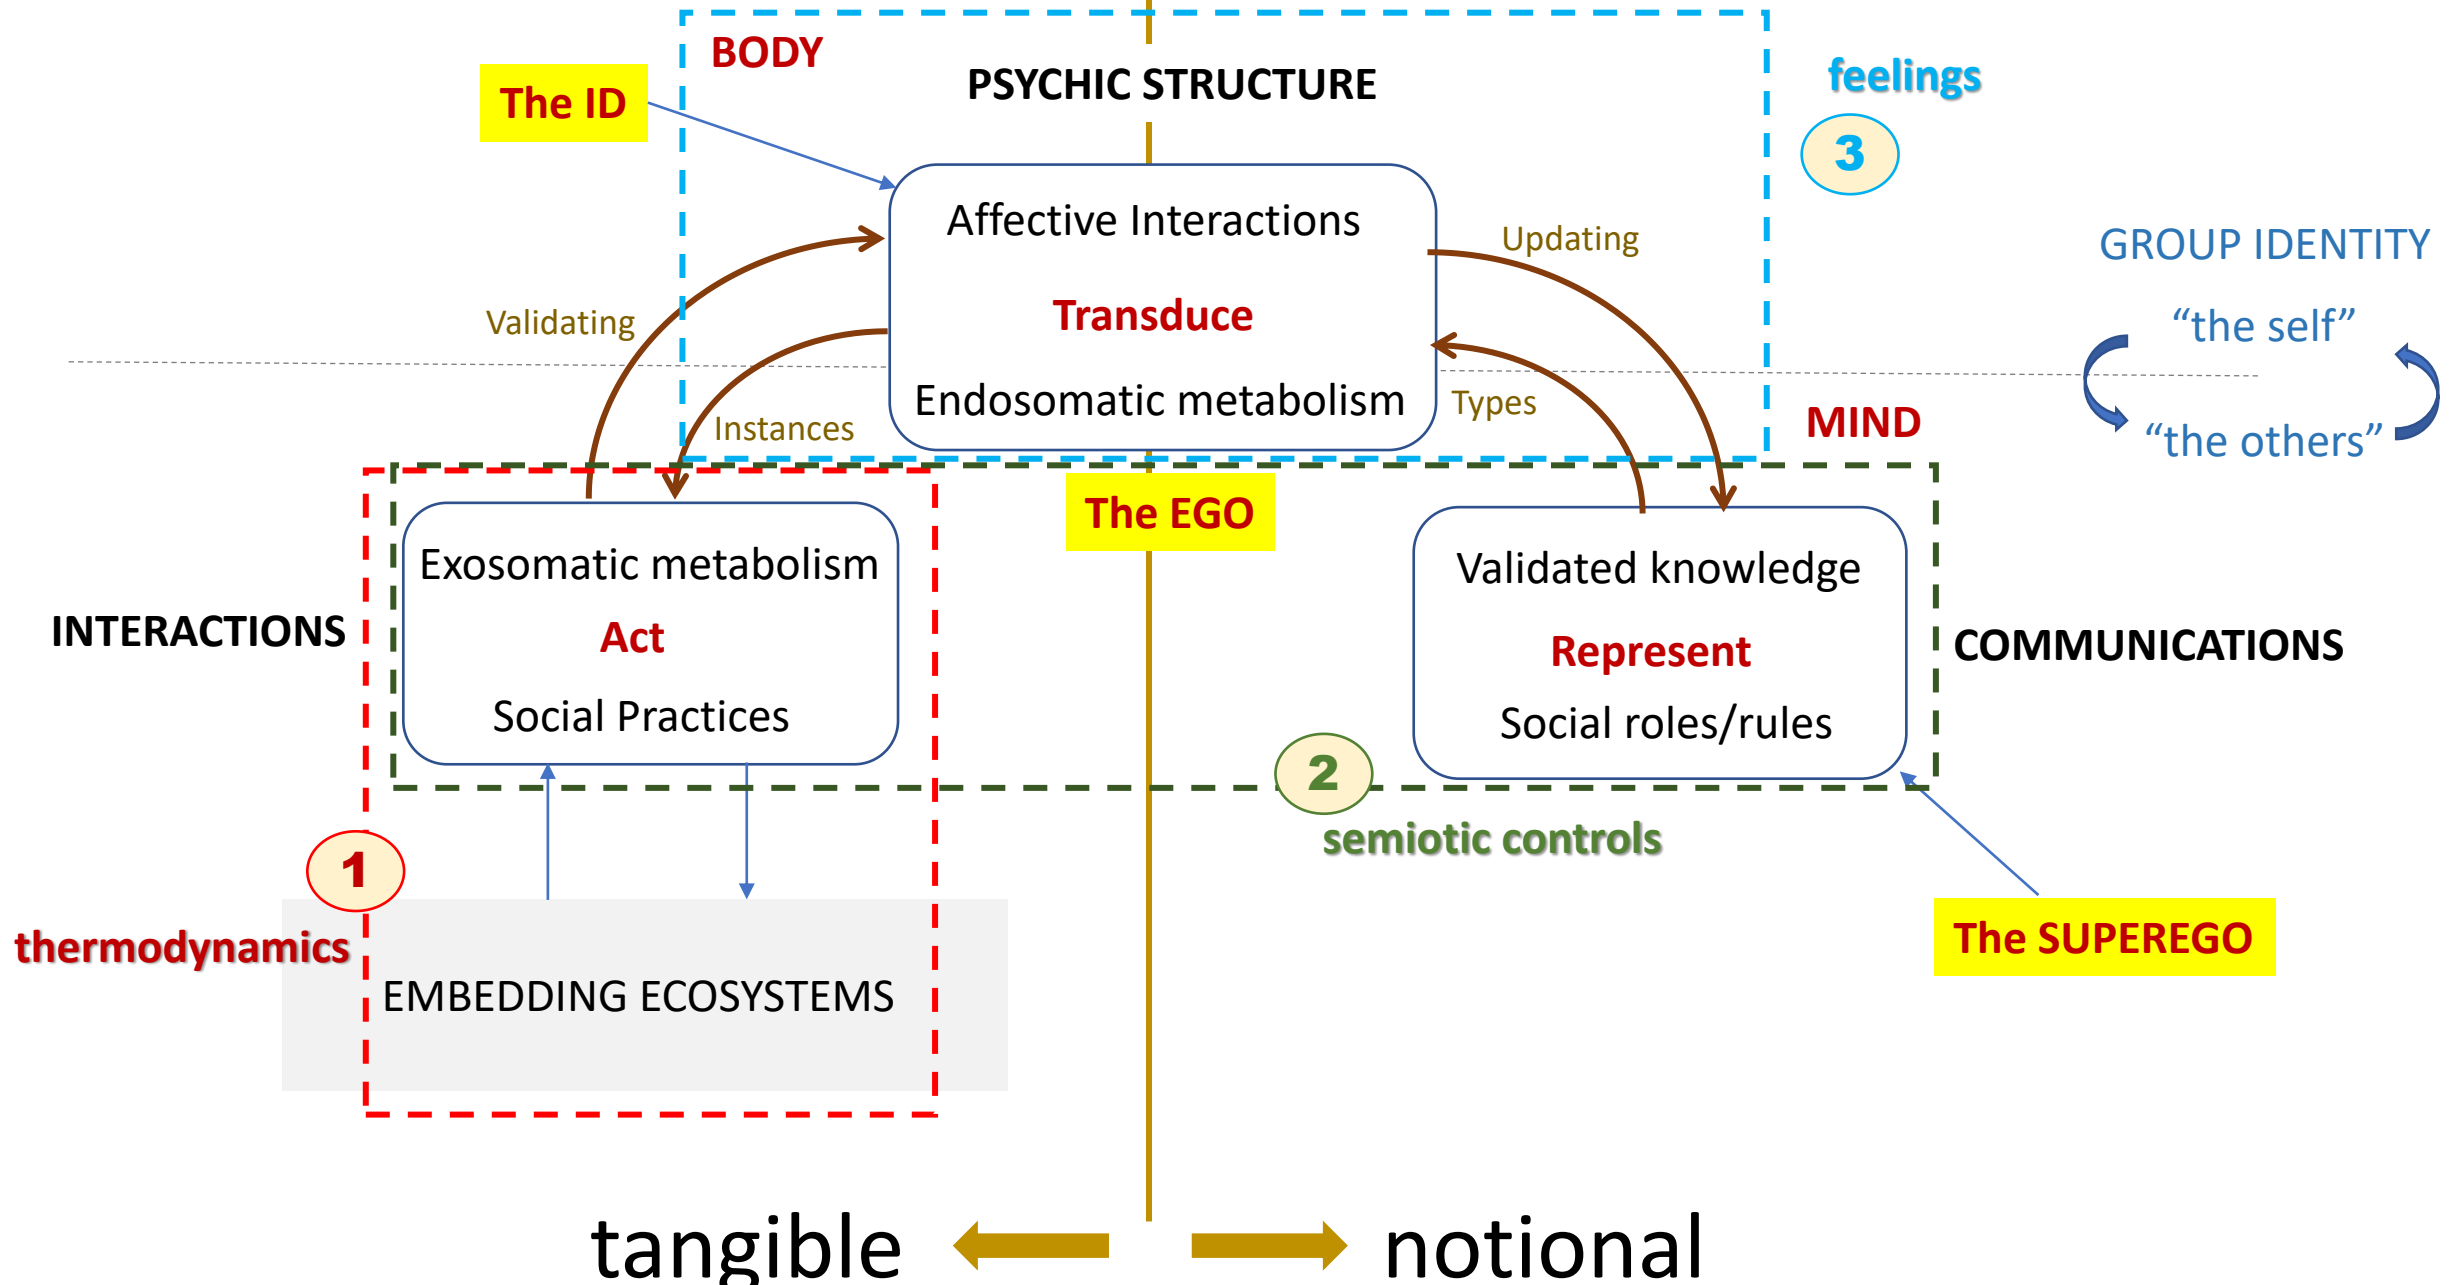 BODY
PSYCHIC STRUCTURE
feelings
3
The ID
Affective Interactions
Transduce
Endosomatic metabolism
Validating
Instances
Updating
Types
GROUP IDENTITY
“the self”
“the others”
MIND
The EGO
INTERACTIONS
Exosomatic metabolism
Act
Social Practices
Validated knowledge
Represent
Social roles/rules
COMMUNICATIONS
2
semiotic controls
1
thermodynamics
EMBEDDING ECOSYSTEMS
The SUPEREGO
tangible
notional